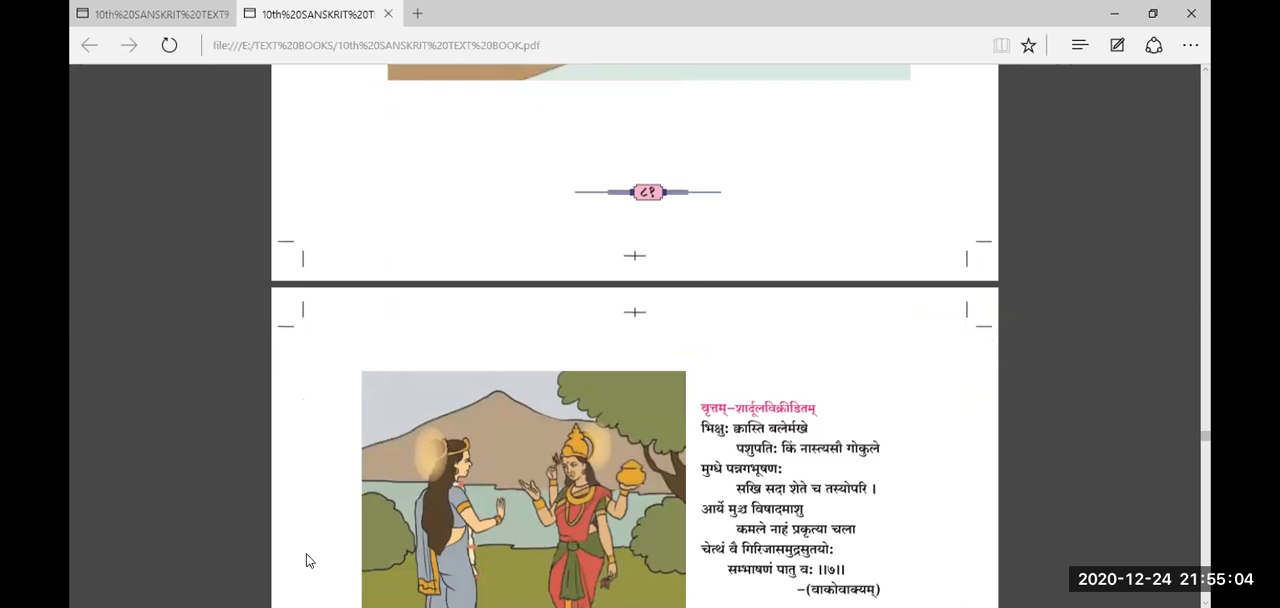 10th%20SANSKRIT%20TEXT9
10th%20SANSKRIT%20TI
file:///E:/TEXT%20BOOKS/10th%20SANSKRIT%20TEXT%20BOOK.pdf
८१
वृत्तम्-शार्दूलविक्रीडितम्
भिक्षु: क्वास्ति बलेर्मखे
पशुपति: किं नास्त्यसौ गोकुले
मुग्धे पन्नगभूषण:
सखि सदा शेते च तस्योपरि ।
आर्ये मुञ्च विषादमाशु
कमले नाहं प्रकृत्या चला
चेत्थं वै गिरिजासमुद्रसुतयो:
सम्भाषणं पातु व: ।।७।।
-(वाकोवाक्यम्)
2020-12-24 21:55:04